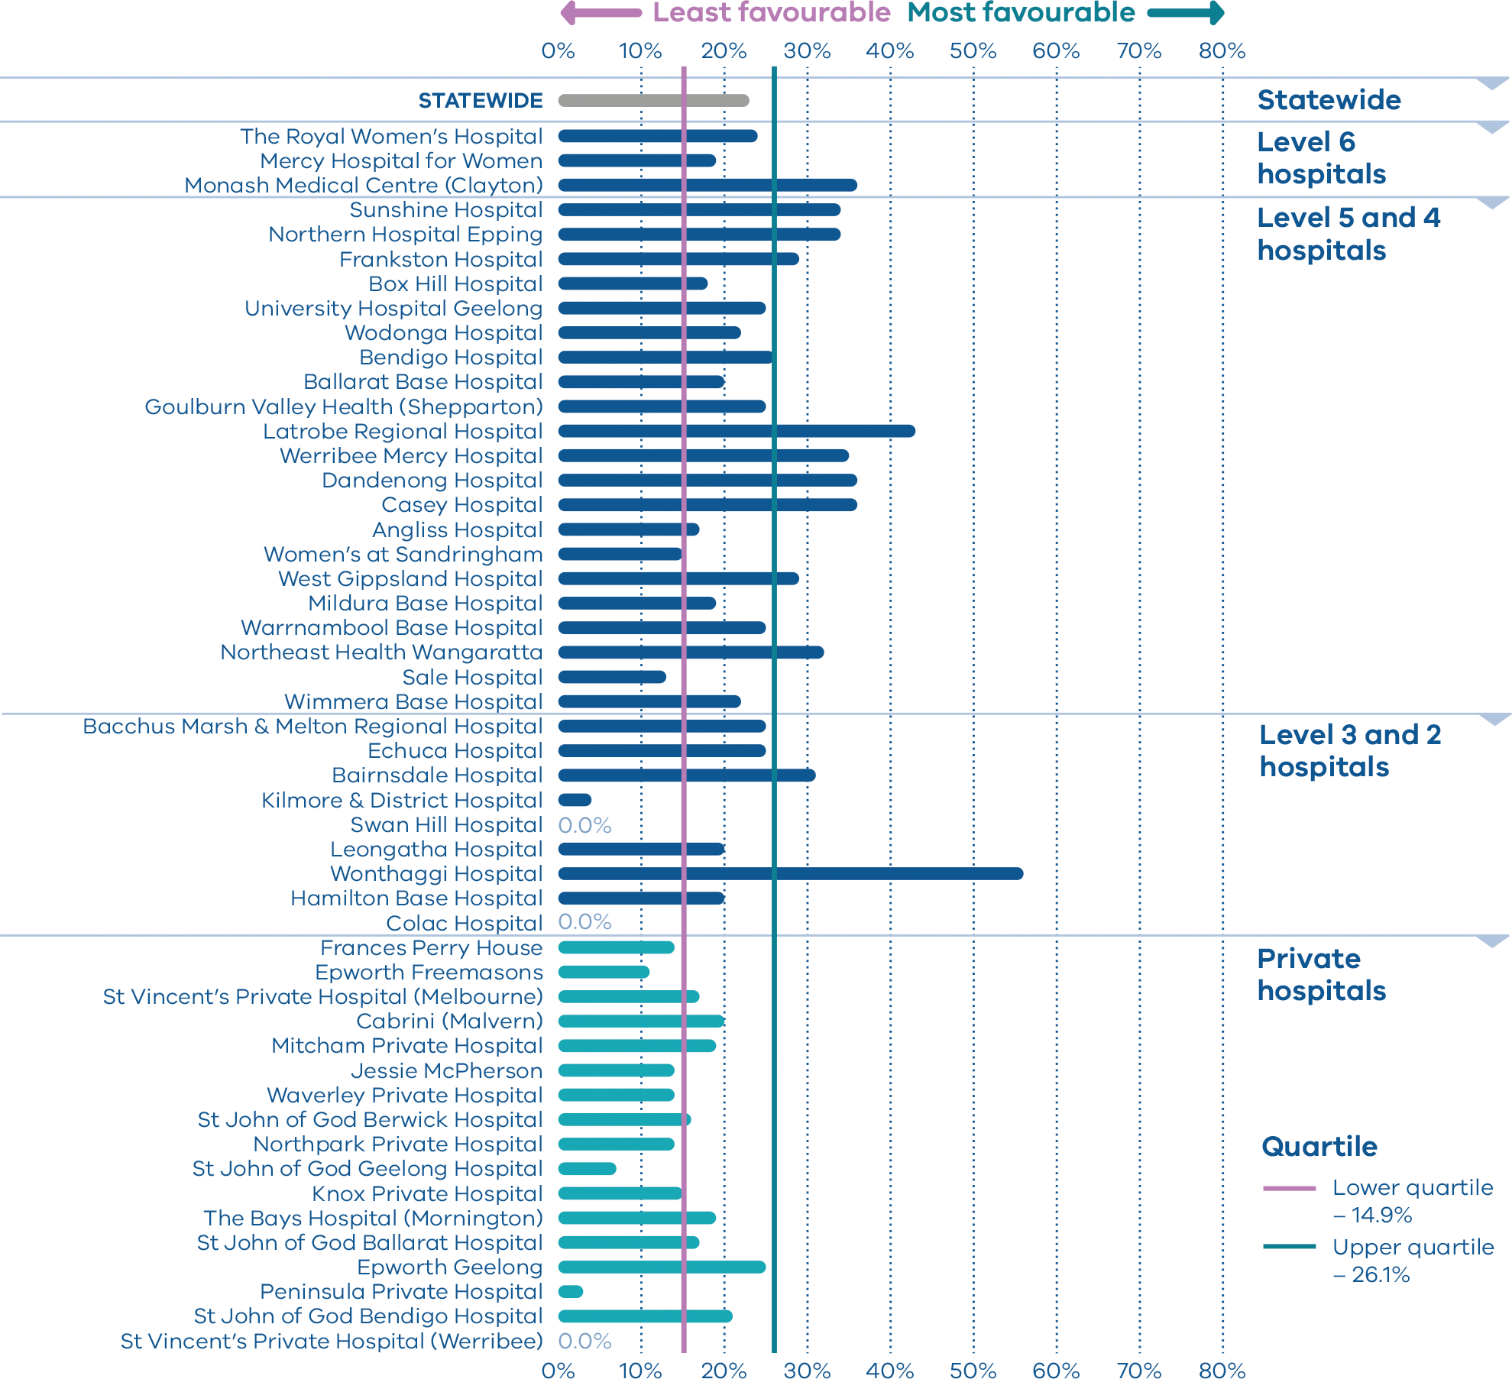 Least favourable Most favourable
0% 10% 20% 30% 40% 50% 60% 70% 80%
STATEWIDE
Statewide
The Royal Women's Hospital
Mercy Hospital for Women
Monash Medical Centre (Clayton)
Level 6
hospitals
Sunshine Hospital
Northern Hospital Epping
Frankston Hospital
Box Hill Hospital
University Hospital Geelong
Wodonga Hospital
Bendigo Hospital
Ballarat Base Hospital
Goulburn Valley Health (Shepparton)
Latrobe Regional Hospital
Werribee Mercy Hospital
Dandenong Hospital
Casey Hospital
Angliss Hospital
Women's at Sandringham
West Gippsland Hospital
Mildura Base Hospital
Warrnambool Base Hospital
Northeast Health Wangaratta
Sale Hospital
Wimmera Base Hospital
Level 5 and 4
hospitals
Bacchus Marsh & Melton Regional Hospital
Echuca Hospital
Bairnsdale Hospital
Kilmore & District Hospital
Swan Hill Hospital 0.0%
Leongatha Hospital
Wonthaggi Hospital
Hamilton Base Hospital
Colac Hospital 0.0%
Level 3 and 2
hospitals
Frances Perry House
Epworth Freemasons
St Vincent's Private Hospital (Melbourne)
Cabrini (Malvern)
Mitcham Private Hospital
Jessie McPherson
Waverley Private Hospital
St John of God Berwick Hospital
Northpark Private Hospital
St John of God Geelong Hospital
Knox Private Hospital
The Bays Hospital (Mornington)
St John of God Ballarat Hospital
Epworth Geelong
Peninsula Private Hospital
St John of God Bendigo Hospital
St Vincent's Private Hospital (Werribee) 0.0%
Private
hospitals
Quartile
Lower quartile
– 14.9%
Upper quartile
– 26.1%
0% 10% 20% 30% 40% 50% 60% 70% 80%